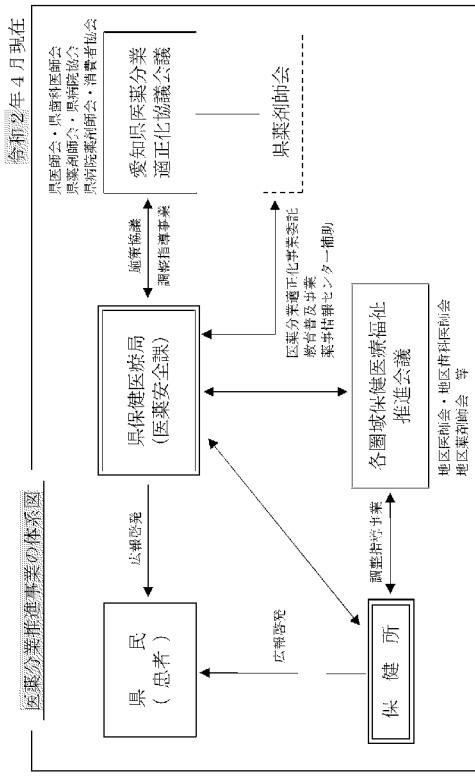 医薬分業推進事業の体系図
令和2年4月現在
県医師会・県歯科医師会
県薬剤師会・県病院協会
県病院薬剤師会・消費者協会
県民
（患者）
広報啓発
県保健医療局
（医薬安全課）
施策協議
調整指導事業
愛知県医薬分業
適正化協議会議
県薬剤師会
医薬分業適正化事業委託
教育普及事業
薬事情報センター補助
広報啓発
保健所
調整指導事業
各圏域保健医療福祉
推進会議
地区医師会・地区歯科医師会
地区薬剤師会 等